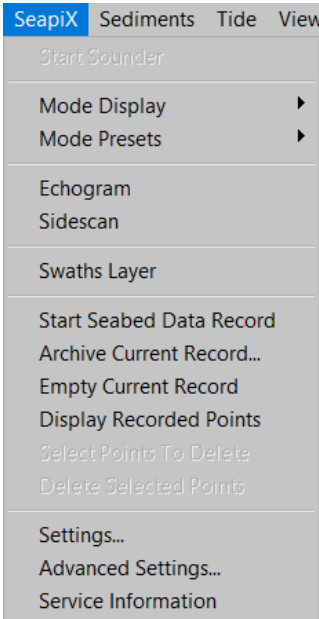 SeapiX Sediments Tide View
Start Sounder
Mode Display
Mode Presets
Echogram
Sidescan
Swaths Layer
Start Seabed Data Record
Archive Current Record...
Empty Current Record
Display Recorded Points
Select Points To Delete
Delete Selected Points
Settings...
Advanced Settings...
Service Information